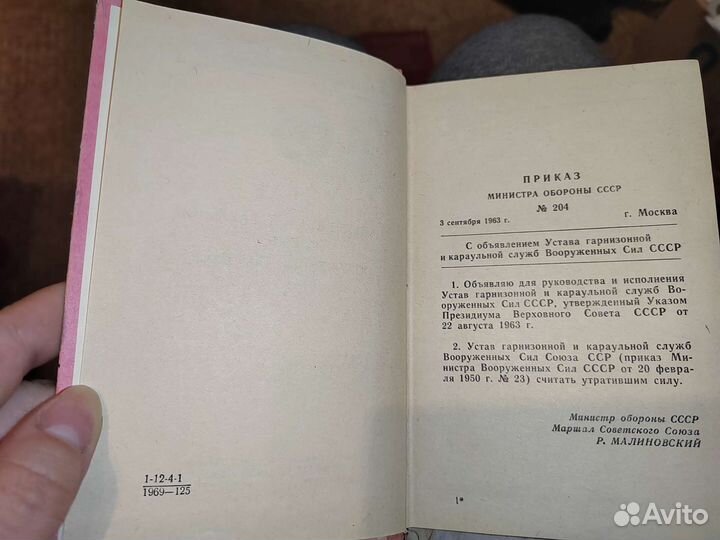 1-12-4-1
1969—125
ПРИКАЗ
МИНИСТРА ОБОРОНЫ СССР
№ 204
3 сентября 1963 г. г. Москва
С объявлением Устава гарнизонной
и караульной служб Вооруженных Сил СССР
1. Объявляю для руководства и исполнения
Устав гарнизонной и караульной служб Во-
оруженных Сил СССР, утвержденный Указом
Президиума Верховного Совета СССР от
22 августа 1963 г.
2. Устав гарнизонной и караульной служб
Вооруженных Сил Союза ССР (приказ Ми-
нистра Вооруженных Сил СССР от 20 февра-
ля 1950 г. № 23) считать утратившим силу.
Министр обороны СССР
Маршал Советского Союза
Р. МАЛИНОВСКИЙ
1*
Avito